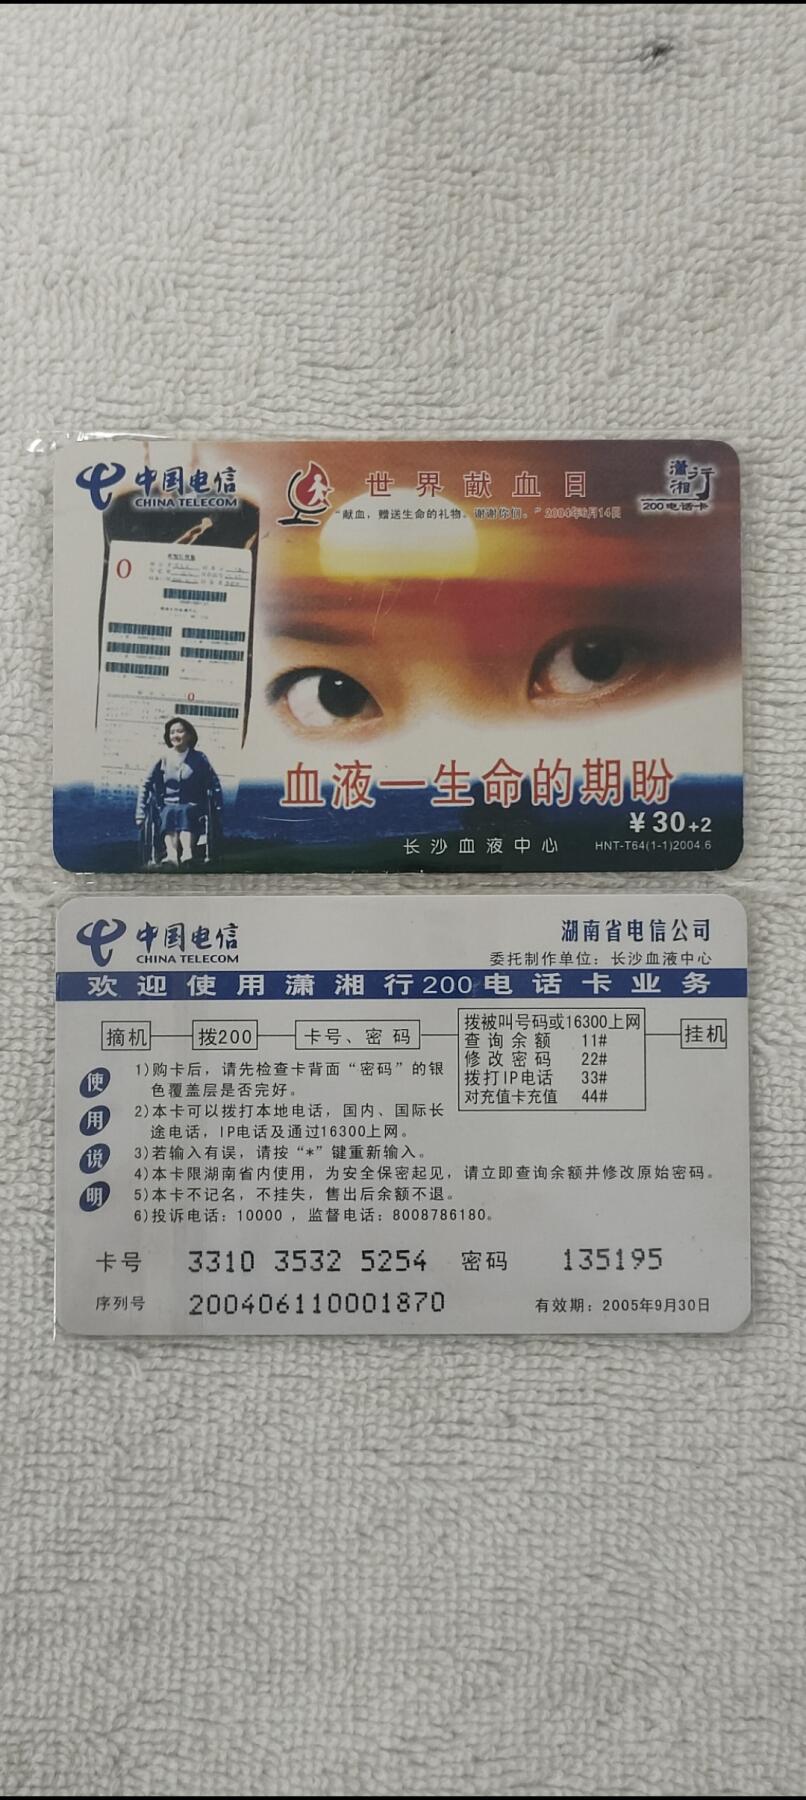 中国电信
CHINA TELECOM
世界献血日
“献血，赠送生命的礼物。谢谢你们。”2004年6月14日
潇湘行
200电话卡
O
O
血液—生命的期盼
¥30+2
长沙血液中心
HNT-T64(1-1)2004.6
中国电信
CHINA TELECOM
湖南省电信公司
委托制作单位：长沙血液中心
欢迎使用潇湘行200电话卡业务
摘机
拨200
卡号、密码
拨被叫号码或16300上网
查询余额 11#
修改密码 22#
拨打IP电话 33#
对充值卡充值 44#
挂机
使用说明
1)购卡后，请先检查卡背面“密码”的银
色覆盖层是否完好。
2)本卡可以拨打本地电话，国内、国际长
途电话，IP电话及通过16300上网。
3)若输入有误，请按“*”键重新输入。
4)本卡限湖南省内使用，为安全保密起见，请立即查询余额并修改原始密码。
5)本卡不记名，不挂失，售出后余额不退。
6)投诉电话：10000 ，监督电话：8008786180。
卡号 3310 3532 5254 密码 135195
序列号 200406110001870 有效期：2005年9月30日